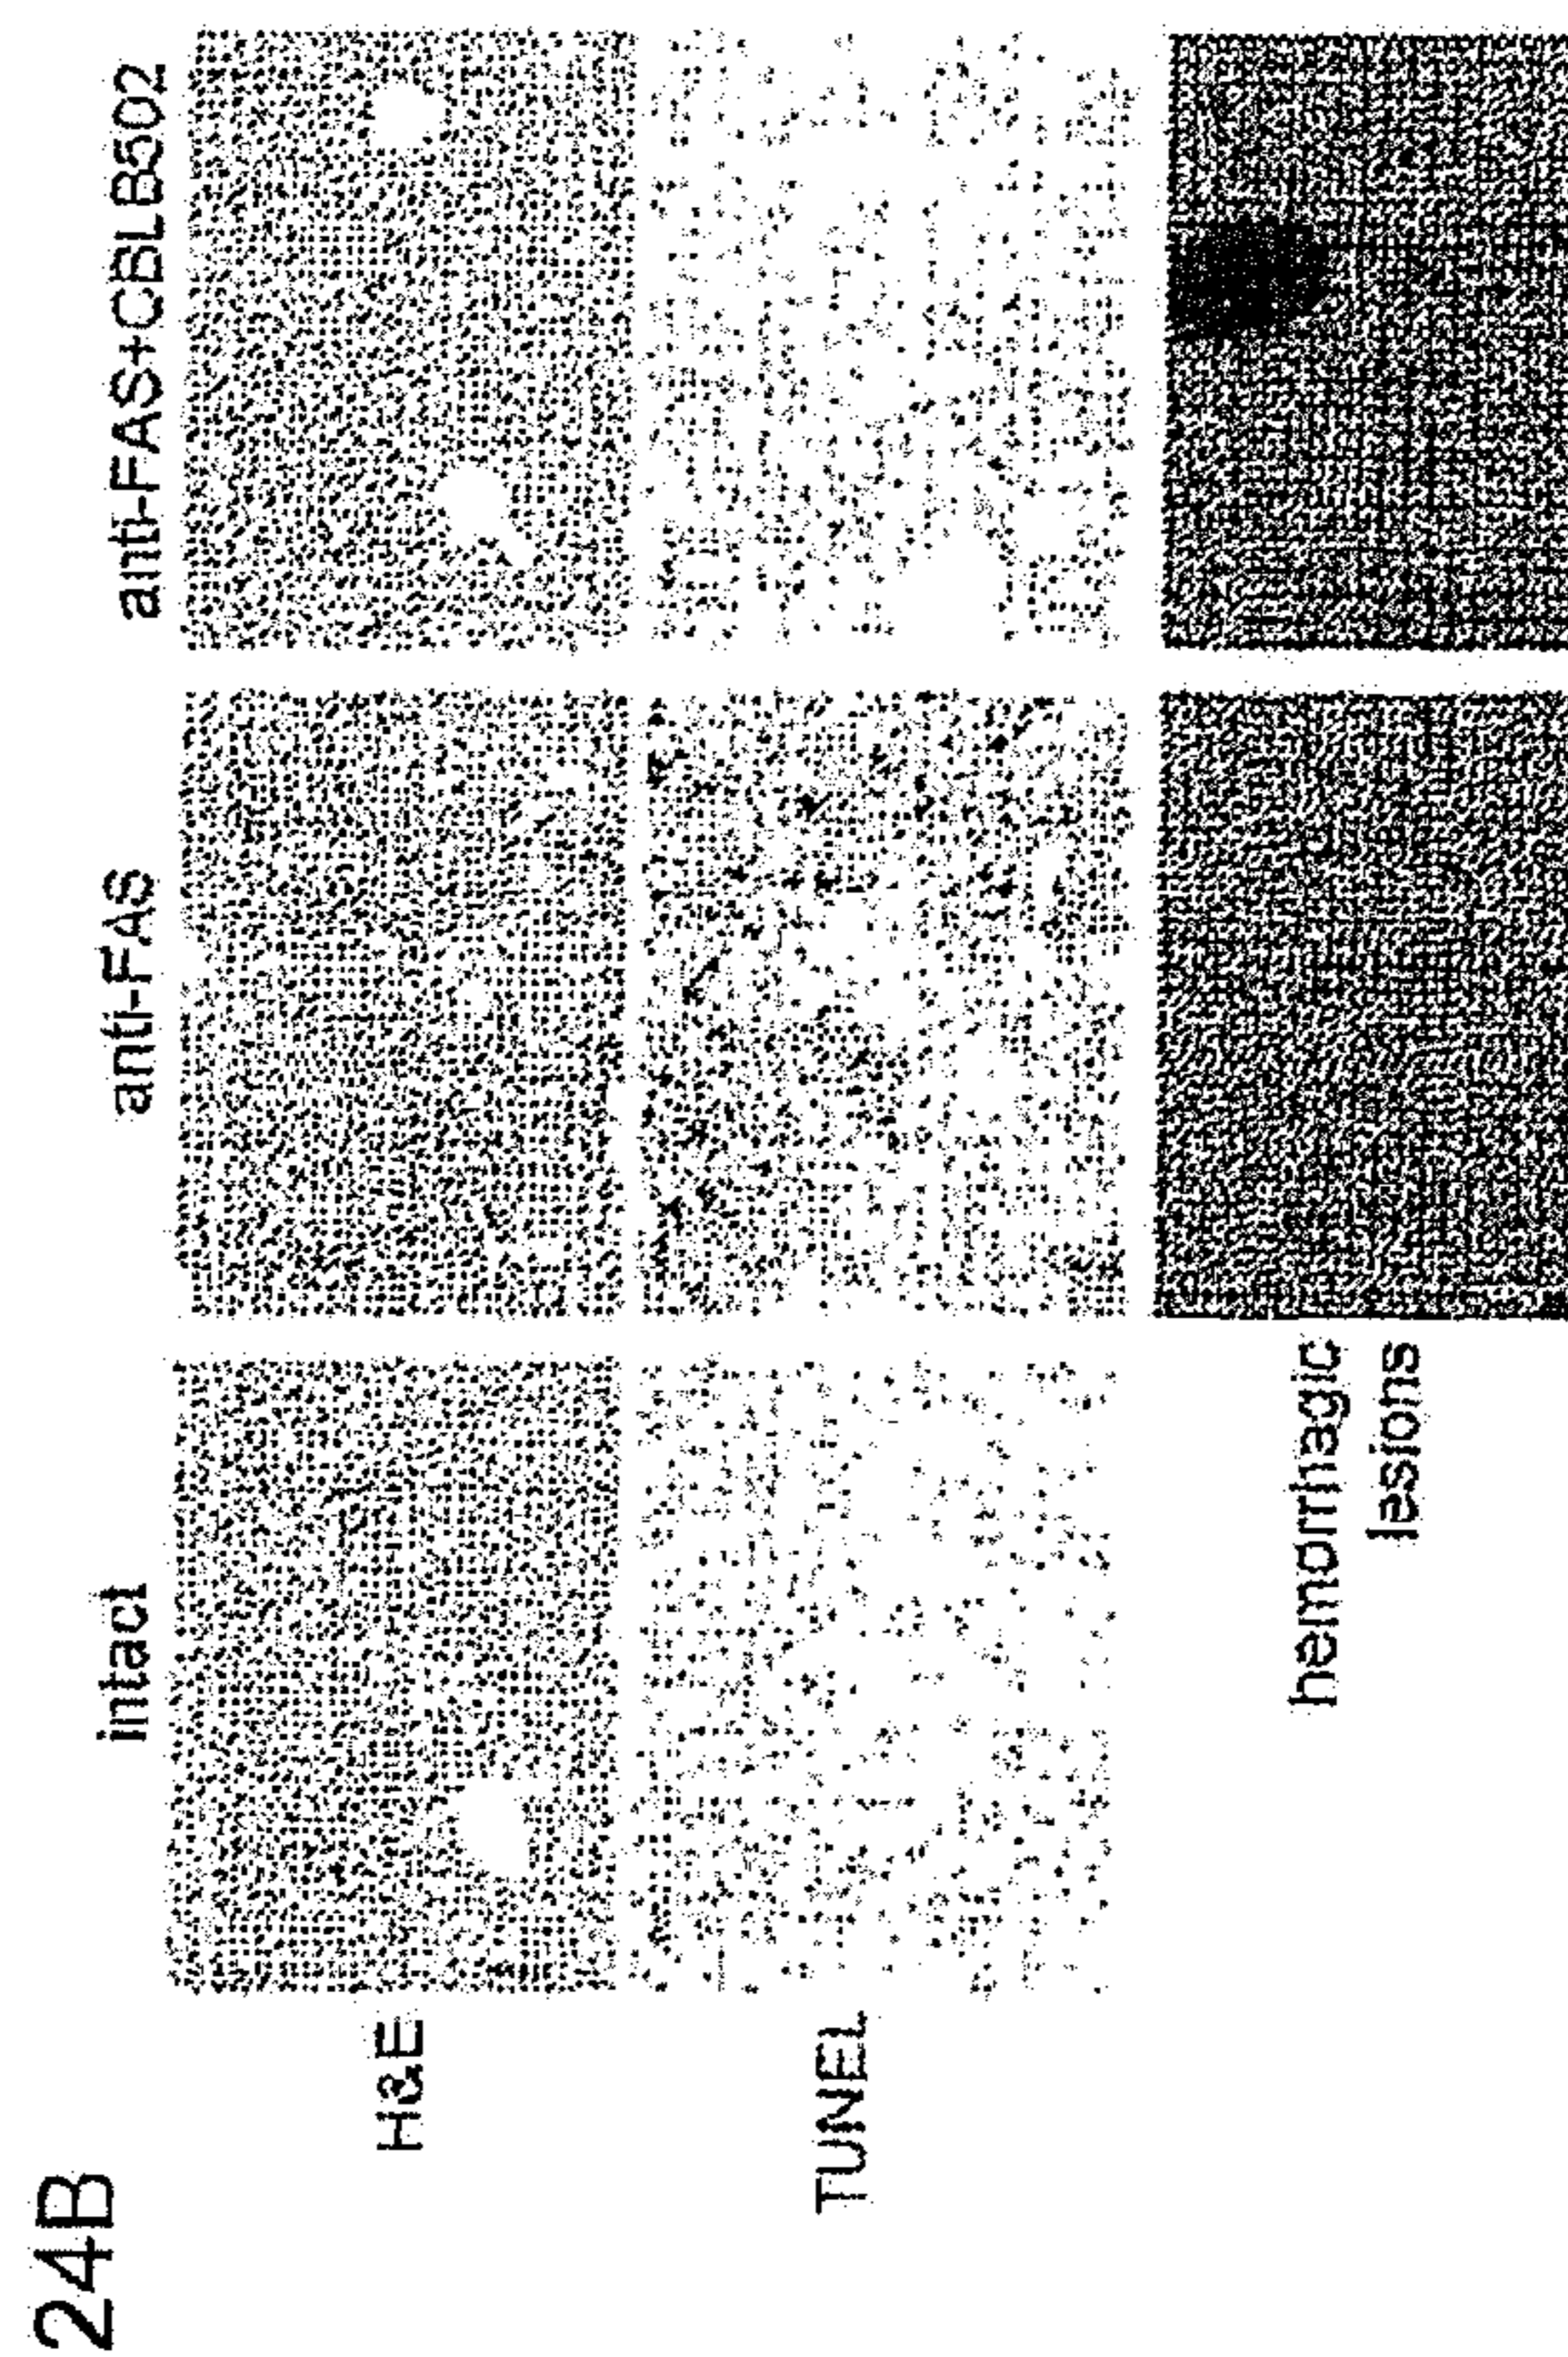 24B
intact
anti-FAS
anti-FAS+CBLB502
H&E
TUNEL
hemorrhagic
lesions